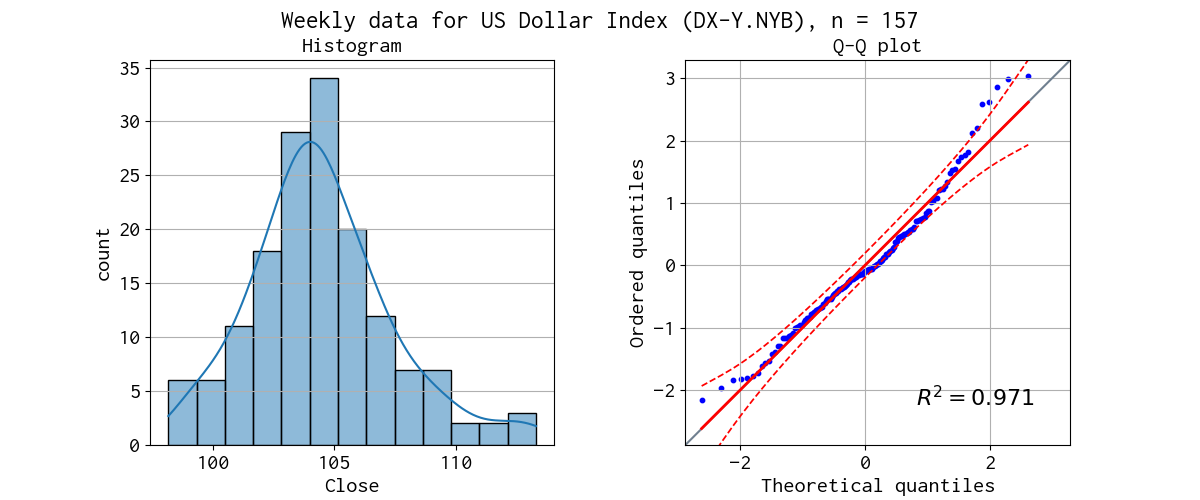 Weekly data for US Dollar Index (DX-Y.NYB), n = 157
Histogram
35
30
25
20
15
10
5
0
count
100 105 110
Close
Q-Q plot
3
2
1
0
−1
−2
Ordered quantiles
R² = 0.971
−2 0 2
Theoretical quantiles